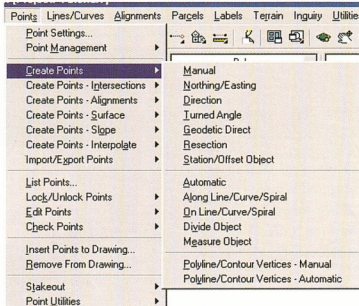 Points Lines/Curves Alignments Parcels Labels Terrain Inquiry Utilitie
Point Settings...
Point Management
Create Points
Create Points - Intersections
Create Points - Alignments
Create Points - Surface
Create Points - Slope
Create Points - Interpolate
Import/Export Points
List Points...
Lock/Unlock Points
Edit Points
Check Points
Insert Points to Drawing...
Remove From Drawing...
Stakeout
Point Utilities
Manual
Northing/Easting
Direction
Turned Angle
Geodetic Direct
Resection
Station/Offset Object
Automatic
Along Line/Curve/Spiral
On Line/Curve/Spiral
Divide Object
Measure Object
Polyline/Contour Vertices - Manual
Polyline/Contour Vertices - Automatic